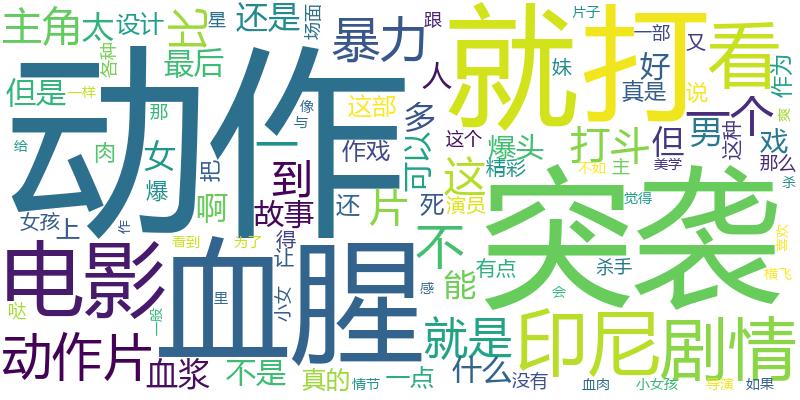 主角
太
设计
比
还是
星
场面
暴力
跟
片子
就
打
看
一部
又
动作
各种
最后
但是
一样
那
这部
人
妹
好
真是
说
作为
像
与
给
肉
女
爆
把
一
到
作戏
多
可以
这个
爆头
精彩
打斗
但
男
一个
这种
戏
爽
美学
那么
不如
主
杀
女孩
上
作
啊
故事
还
片
死
这
演员
突袭
觉得
喜欢
电影
看到
为了
血腥
得
让
不
能
有点
杀手
横飞
里
小女
感
会
哒
动作片
一般
血浆
不是
真的
情节
一点
就是
什么
没有
印尼
血肉
小女孩
剧情
导演
如果